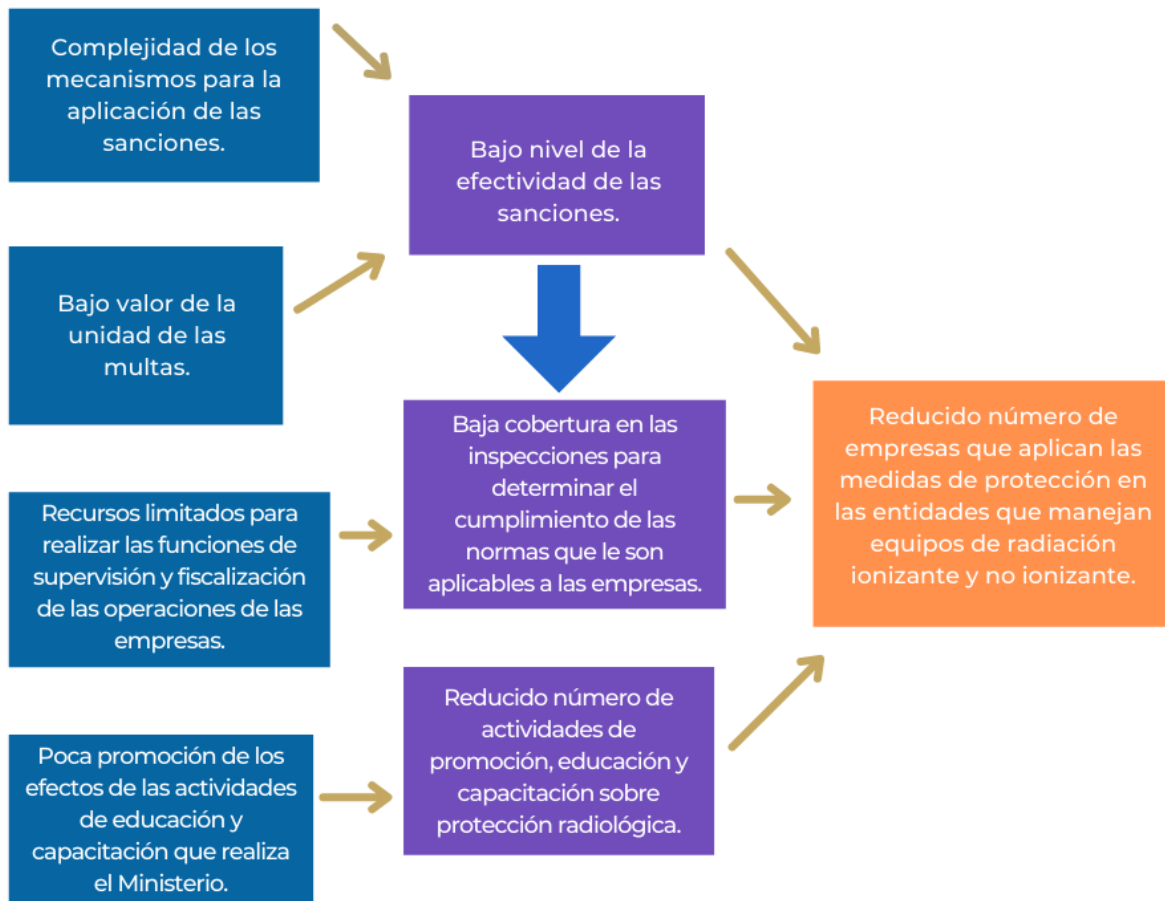 Complejidad de los
mecanismos para la
aplicación de las
sanciones.
Bajo nivel de la
efectividad de las
sanciones.
Bajo valor de la
unidad de las
multas.
Baja cobertura en las
inspecciones para
determinar el
cumplimiento de las
normas que le son
aplicables a las empresas.
Reducido número de
empresas que aplican las
medidas de protección en
las entidades que manejan
equipos de radiación
ionizante y no ionizante.
Recursos limitados para
realizar las funciones de
supervisión y fiscalización
de las operaciones de las
empresas.
Reducido número de
actividades de
promoción, educación y
capacitación sobre
protección radiológica.
Poca promoción de los
efectos de las actividades
de educación y
capacitación que realiza
el Ministerio.